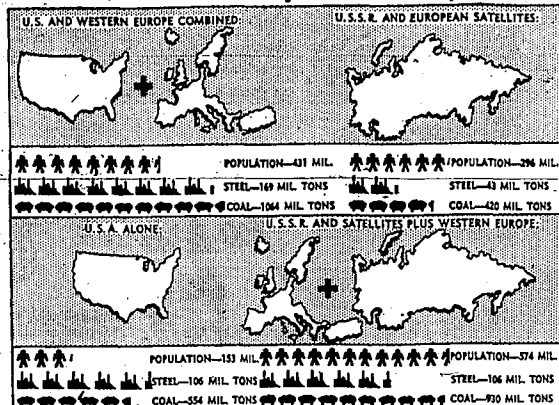 U.S. AND WESTERN EUROPE COMBINED:
U.S.S.R. AND EUROPEAN SATELLITES:
POPULATION—431 MIL.
POPULATION—296 MIL.
STEEL—169 MIL. TONS
STEEL—43 MIL. TONS
COAL—1064 MIL. TONS
COAL—420 MIL. TONS
U.S.A. ALONE:
U.S.S.R. AND SATELLITES PLUS WESTERN EUROPE:
POPULATION—153 MIL.
POPULATION—574 MIL.
STEEL—106 MIL. TONS
STEEL—106 MIL. TONS
COAL—554 MIL. TONS
COAL—930 MIL. TONS